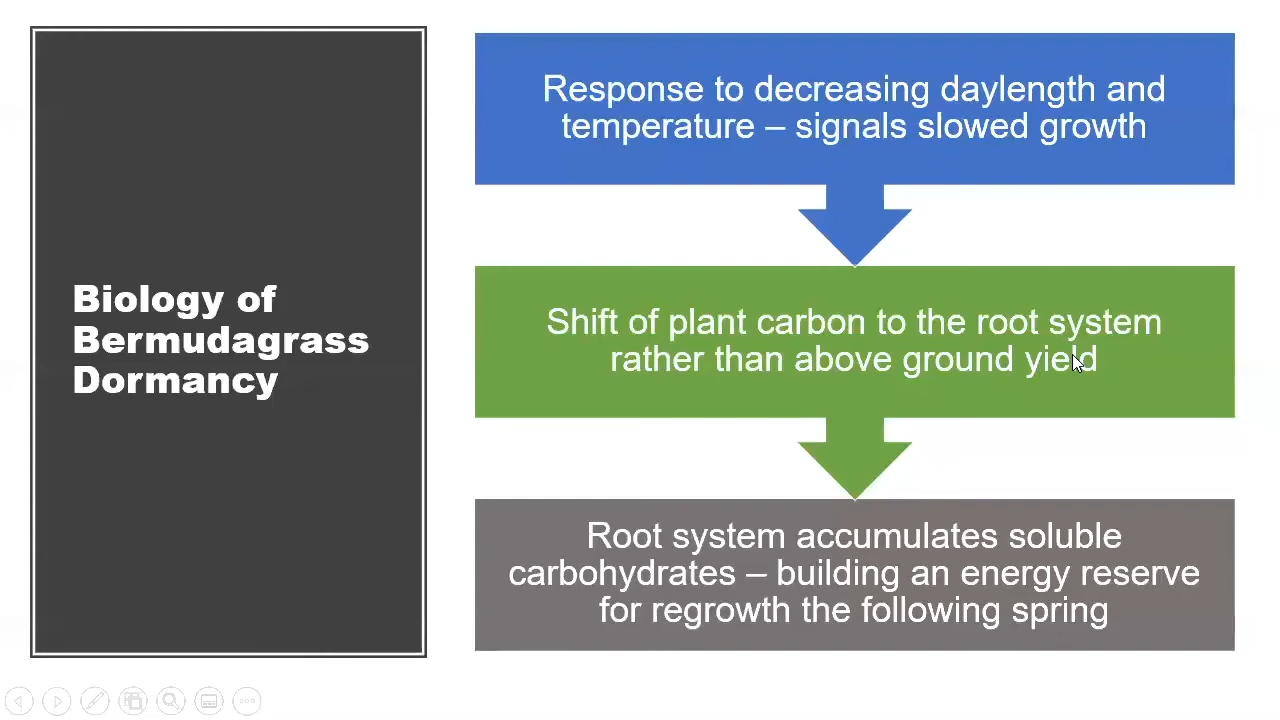 Biology of
Bermudagrass
Dormancy
Response to decreasing daylength and
temperature – signals slowed growth
Shift of plant carbon to the root system
rather than above ground yield
Root system accumulates soluble
carbohydrates – building an energy reserve
for regrowth the following spring